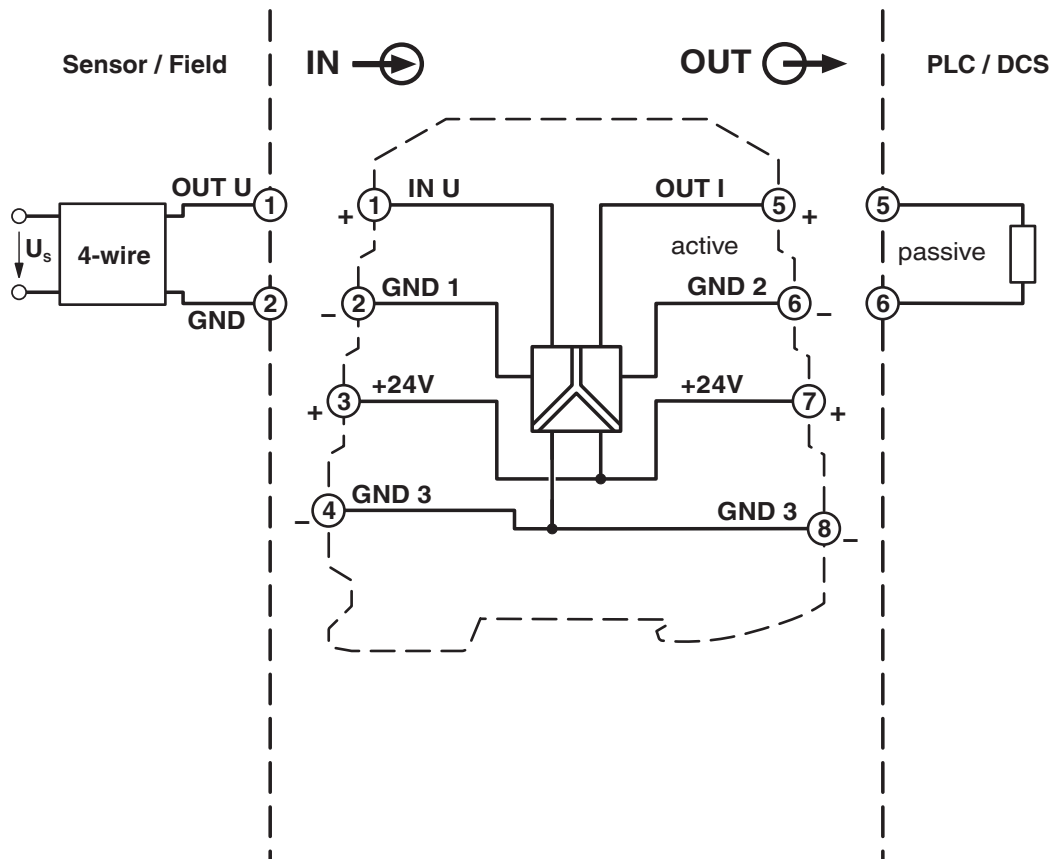 Sensor / Field
IN
OUT
PLC / DCS
OUT U
1
1
IN U
OUT I
5
5
+
+
U_s
4-wire
active
passive
2
2
GND 1
GND 2
6
6
GND
–
–
3
+24V
+24V
7
+
+
4
GND 3
GND 3
8
–
–